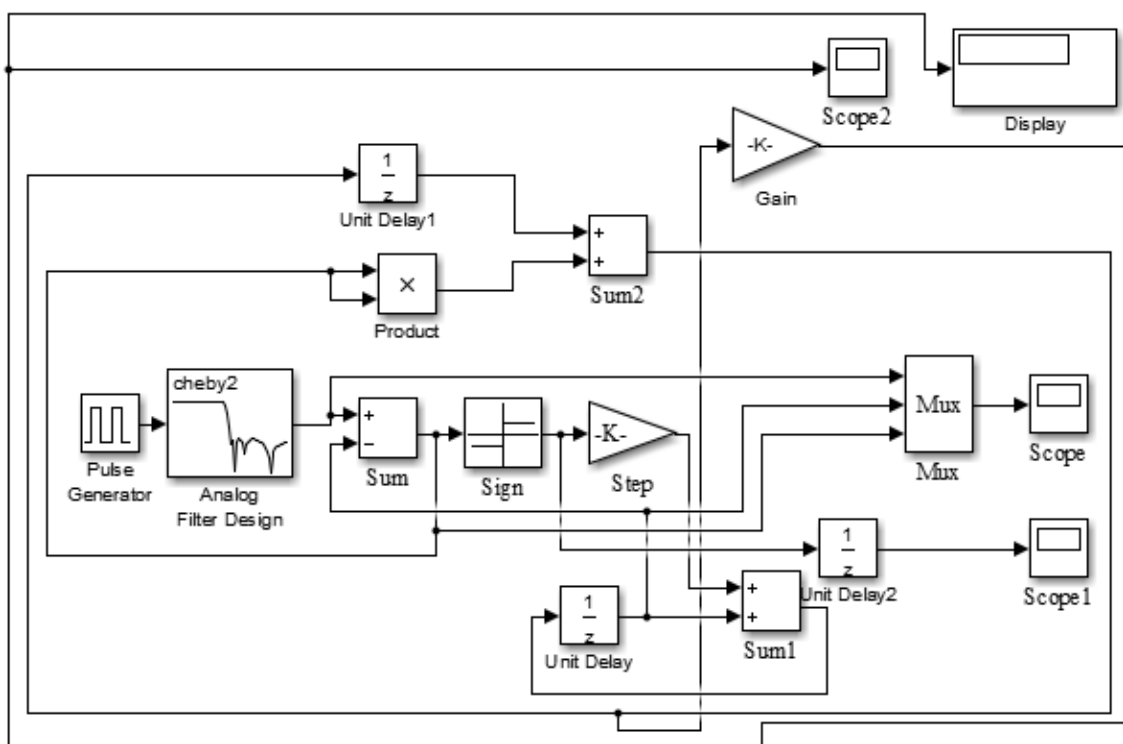 Scope2
Display
-K-
Gain
1
z
Unit Delay1
+
+
Sum2
×
Product
cheby2
Pulse
Generator
Analog
Filter Design
+
−
Sum
Sign
-K-
Step
Mux
Mux
Scope
1
z
Unit Delay2
Scope1
1
z
Unit Delay
+
+
Sum1